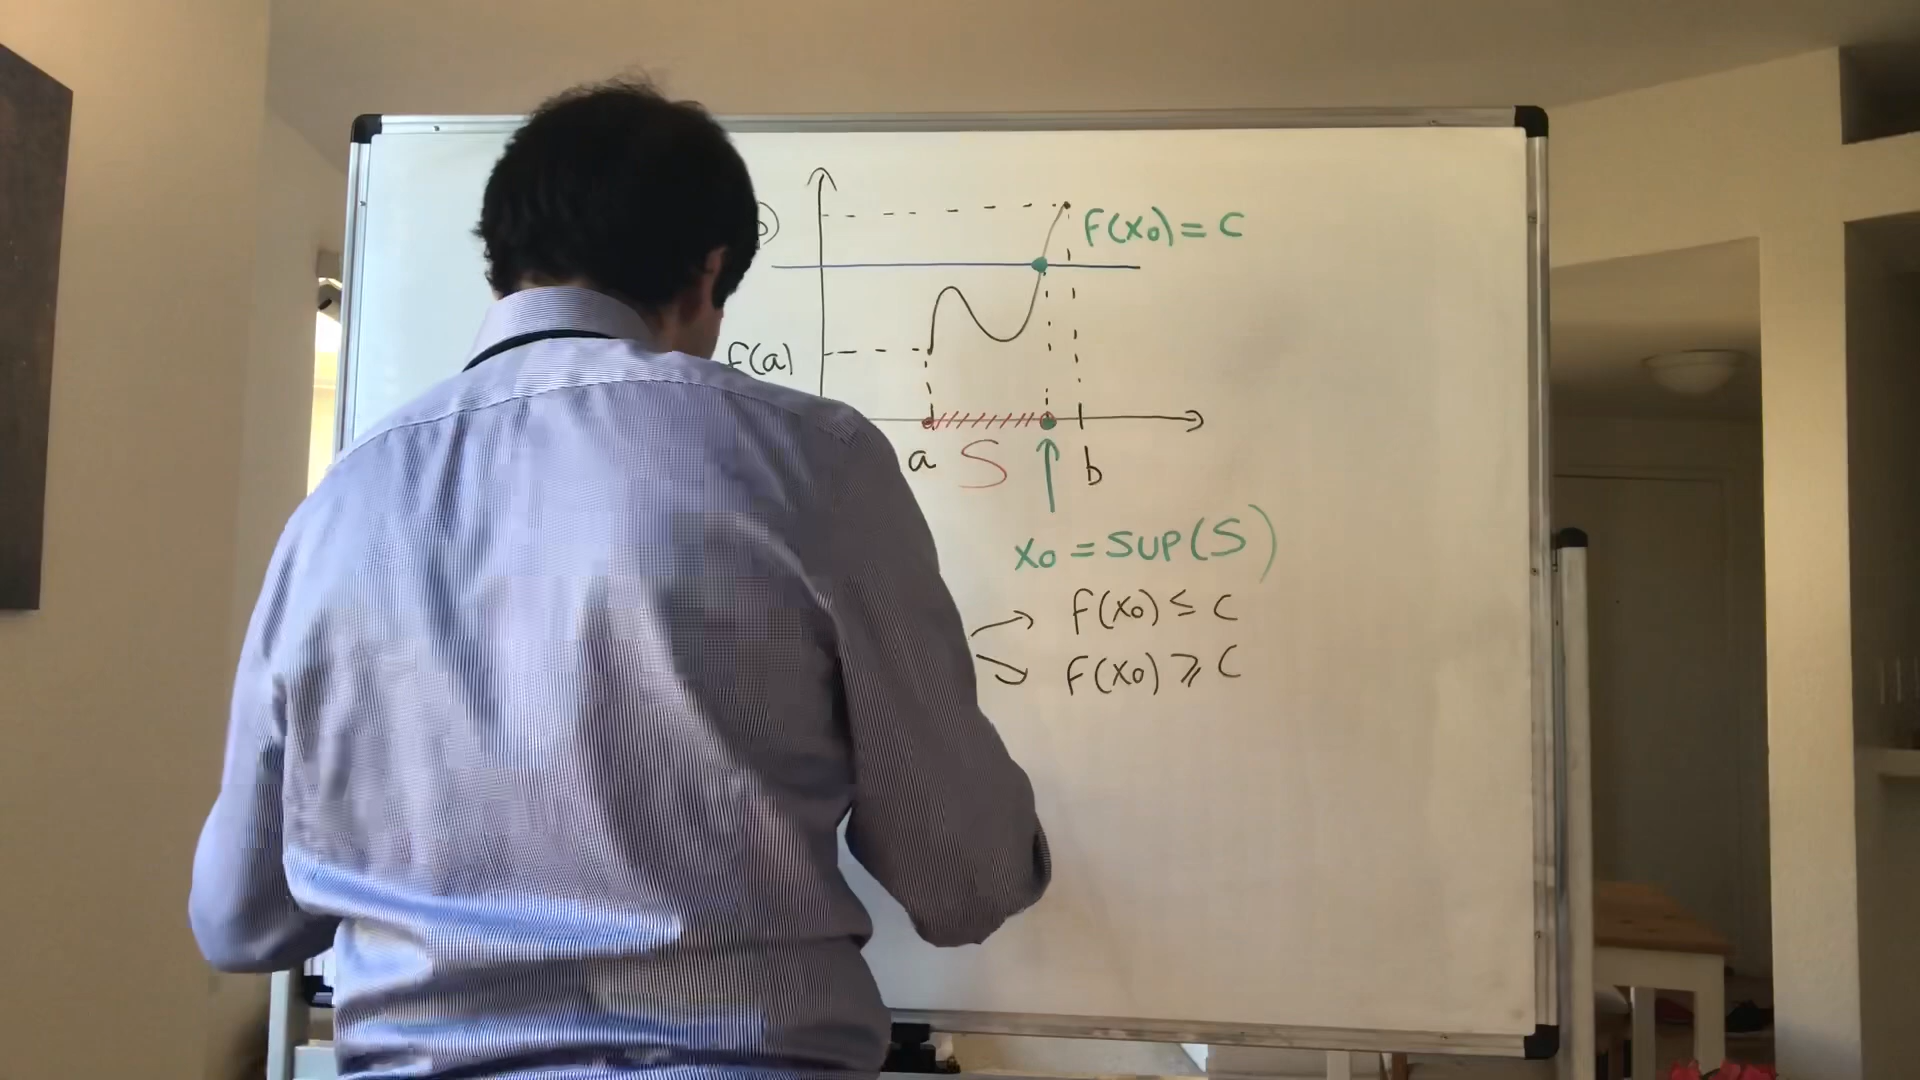 f(x₀) = c
f(a)
a S b
x₀ = SUP(S)
f(x₀) ≤ c
f(x₀) ⩾ c